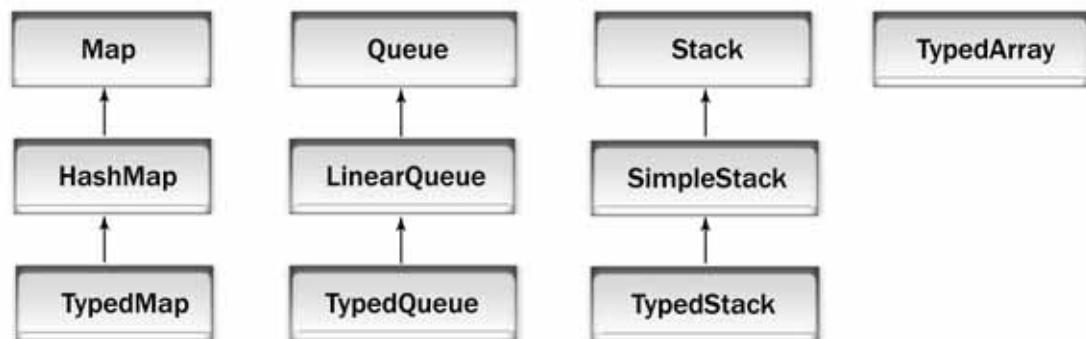 Map Queue Stack TypedArray
HashMap LinearQueue SimpleStack
TypedMap TypedQueue TypedStack